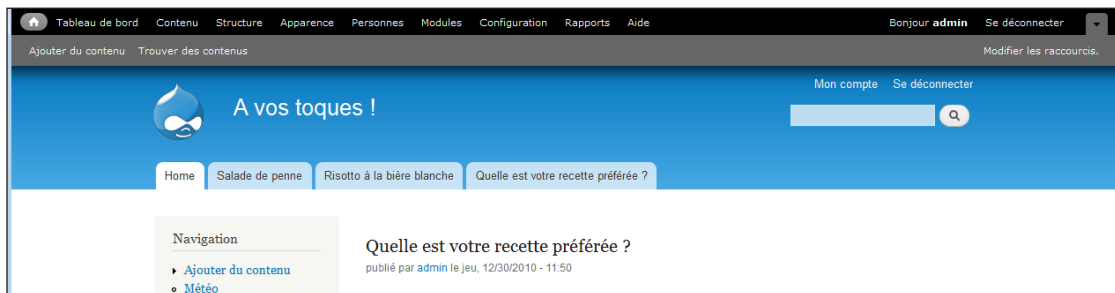 Tableau de bord Contenu Structure Apparence Personnes Modules Configuration Rapports Aide Bonjour admin Se déconnecter
Ajouter du contenu Trouver des contenus Modifier les raccourcis.
Mon compte Se déconnecter
A vos toques !
Home Salade de penne Risotto à la bière blanche Quelle est votre recette préférée ?
Navigation
Ajouter du contenu
Météo
Quelle est votre recette préférée ?
publié par admin le jeu, 12/30/2010 - 11:50